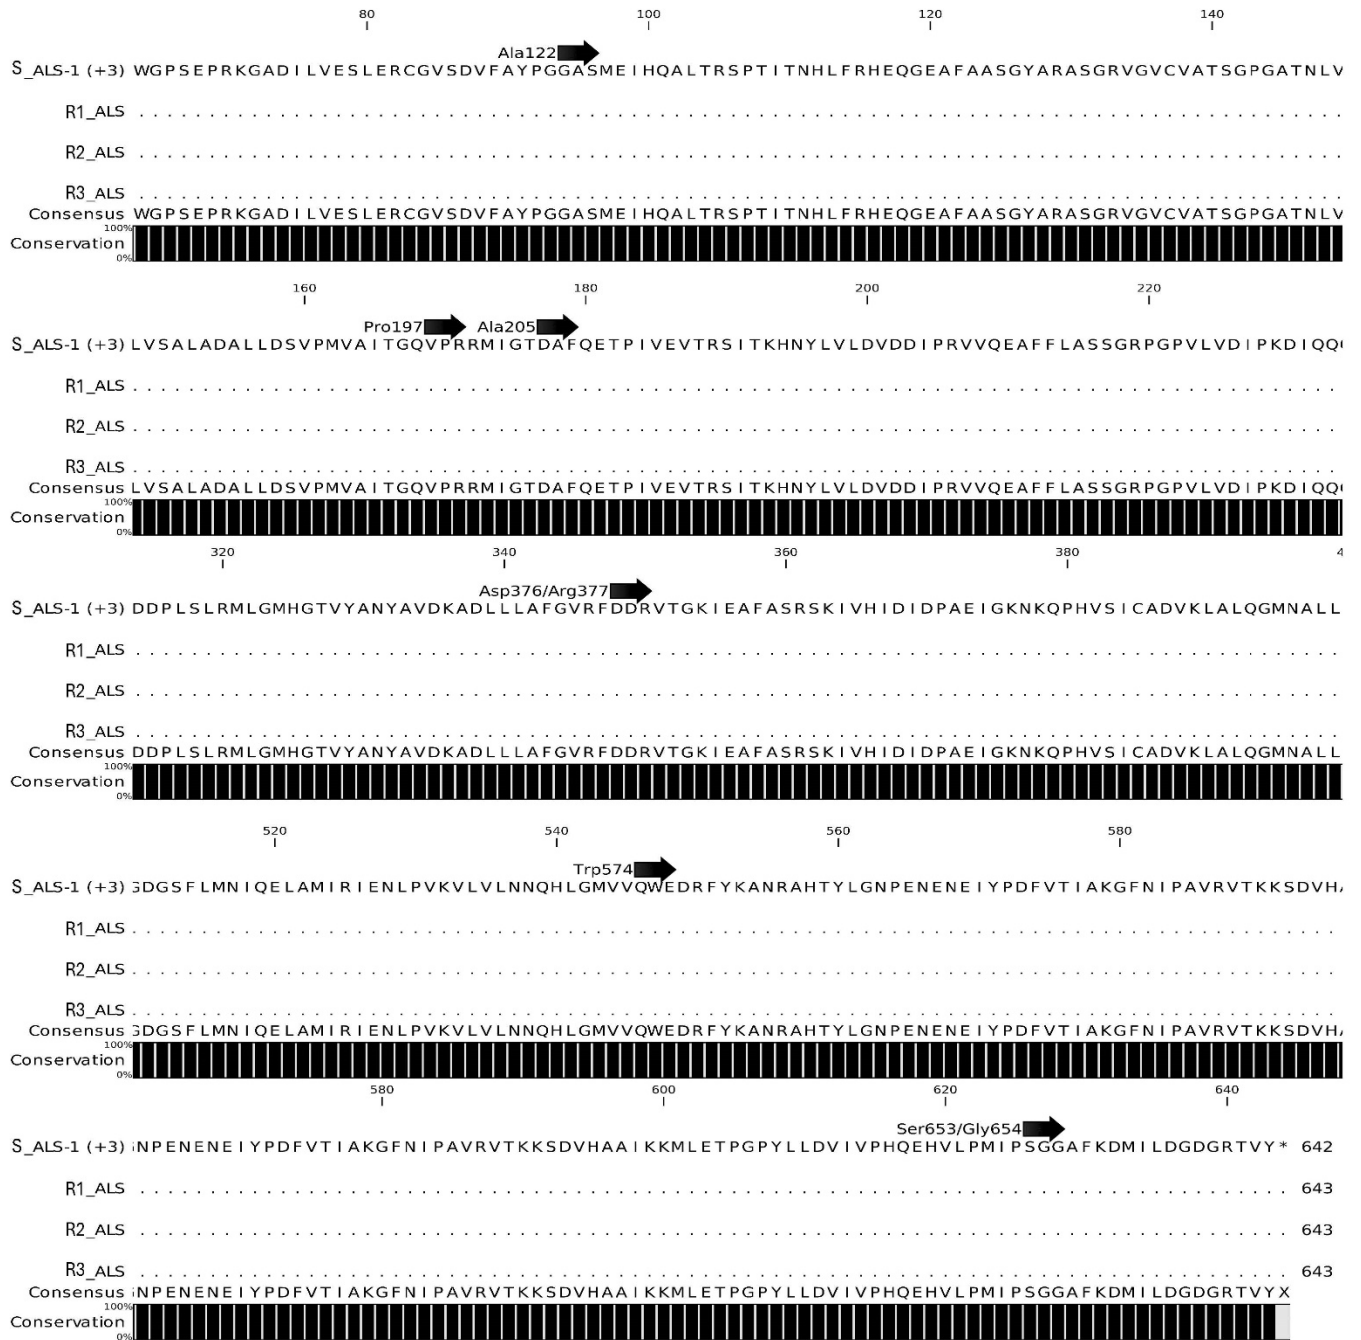 80 100 120 140
Ala122
S_ALS-1 (+3) WGPSEPRKGADILVESLERCGVSDVFAYPGGASMEIHQALTRSPTITNHLFRHEQGEAFAASGYARASGRVGVCVATSGPGATNLV
R1_ALS . . . . . . . . . . . . . . . . . . . . . . . . . . . . . . . . . . . . . . . . . . . . . . . . . . . . . . . . . . . . . . . . . . . . . . . . . . . . . . . . . . . . . .
R2_ALS . . . . . . . . . . . . . . . . . . . . . . . . . . . . . . . . . . . . . . . . . . . . . . . . . . . . . . . . . . . . . . . . . . . . . . . . . . . . . . . . . . . . . .
R3_ALS . . . . . . . . . . . . . . . . . . . . . . . . . . . . . . . . . . . . . . . . . . . . . . . . . . . . . . . . . . . . . . . . . . . . . . . . . . . . . . . . . . . . . .
Consensus WGPSEPRKGADILVESLERCGVSDVFAYPGGASMEIHQALTRSPTITNHLFRHEQGEAFAASGYARASGRVGVCVATSGPGATNLV
100%
Conservation
0%
160 180 200 220
Pro197 Ala205
S_ALS-1 (+3) LVSALADALLDSVPMVAITGQVPRRMIGTDAFQETPIVEVTRSITKHNYLVLDVDDIPRVVQEAFFLASSGRPGPVLVDIPKDIQQ
R1_ALS . . . . . . . . . . . . . . . . . . . . . . . . . . . . . . . . . . . . . . . . . . . . . . . . . . . . . . . . . . . . . . . . . . . . . . . . . . . . . . . . . . . . . .
R2_ALS . . . . . . . . . . . . . . . . . . . . . . . . . . . . . . . . . . . . . . . . . . . . . . . . . . . . . . . . . . . . . . . . . . . . . . . . . . . . . . . . . . . . . .
R3_ALS . . . . . . . . . . . . . . . . . . . . . . . . . . . . . . . . . . . . . . . . . . . . . . . . . . . . . . . . . . . . . . . . . . . . . . . . . . . . . . . . . . . . . .
Consensus LVSALADALLDSVPMVAITGQVPRRMIGTDAFQETPIVEVTRSITKHNYLVLDVDDIPRVVQEAFFLASSGRPGPVLVDIPKDIQQ
100%
Conservation
0%
320 340 360 380 4
Asp376/Arg377
S_ALS-1 (+3) DDPLSLRMLGMHGTVYANYAVDKADLLLAFGVRFDDRVTGKIEAFASRSKIVHIDIDPAEIGKNKQPHVSICADVKLALQGMNALL
R1_ALS . . . . . . . . . . . . . . . . . . . . . . . . . . . . . . . . . . . . . . . . . . . . . . . . . . . . . . . . . . . . . . . . . . . . . . . . . . . . . . . . . . . . . .
R2_ALS . . . . . . . . . . . . . . . . . . . . . . . . . . . . . . . . . . . . . . . . . . . . . . . . . . . . . . . . . . . . . . . . . . . . . . . . . . . . . . . . . . . . . .
R3_ALS . . . . . . . . . . . . . . . . . . . . . . . . . . . . . . . . . . . . . . . . . . . . . . . . . . . . . . . . . . . . . . . . . . . . . . . . . . . . . . . . . . . . . .
Consensus DDPLSLRMLGMHGTVYANYAVDKADLLLAFGVRFDDRVTGKIEAFASRSKIVHIDIDPAEIGKNKQPHVSICADVKLALQGMNALL
100%
Conservation
0%
520 540 560 580
Trp574
S_ALS-1 (+3) GDGSFLMNIQELAMIRIENLPVKVLVLNNQHLGMVVQWEDRFYKANRAHTYLGNPENENEIYPDFVTIAKGFNIPAVRVTKKSDVH
R1_ALS . . . . . . . . . . . . . . . . . . . . . . . . . . . . . . . . . . . . . . . . . . . . . . . . . . . . . . . . . . . . . . . . . . . . . . . . . . . . . . . . . . . . . .
R2_ALS . . . . . . . . . . . . . . . . . . . . . . . . . . . . . . . . . . . . . . . . . . . . . . . . . . . . . . . . . . . . . . . . . . . . . . . . . . . . . . . . . . . . . .
R3_ALS . . . . . . . . . . . . . . . . . . . . . . . . . . . . . . . . . . . . . . . . . . . . . . . . . . . . . . . . . . . . . . . . . . . . . . . . . . . . . . . . . . . . . .
Consensus GDGSFLMNIQELAMIRIENLPVKVLVLNNQHLGMVVQWEDRFYKANRAHTYLGNPENENEIYPDFVTIAKGFNIPAVRVTKKSDVH
100%
Conservation
0%
580 600 620 640
Ser653/Gly654
S_ALS-1 (+3) NPENENEIYPDFVTIAKGFNIPAVRVTKKSDVHAAIKKMLETPGPYLLDVIVPHQEHVLPMIPSGGAFKDMILDGDGRTVY* 642
R1_ALS . . . . . . . . . . . . . . . . . . . . . . . . . . . . . . . . . . . . . . . . . . . . . . . . . . . . . . . . . . . . . . . . . . . . . . . . . . . . . . . . . . 643
R2_ALS . . . . . . . . . . . . . . . . . . . . . . . . . . . . . . . . . . . . . . . . . . . . . . . . . . . . . . . . . . . . . . . . . . . . . . . . . . . . . . . . . . 643
R3_ALS . . . . . . . . . . . . . . . . . . . . . . . . . . . . . . . . . . . . . . . . . . . . . . . . . . . . . . . . . . . . . . . . . . . . . . . . . . . . . . . . . . 643
Consensus NPENENEIYPDFVTIAKGFNIPAVRVTKKSDVHAAIKKMLETPGPYLLDVIVPHQEHVLPMIPSGGAFKDMILDGDGRTVYX
100%
Conservation
0%